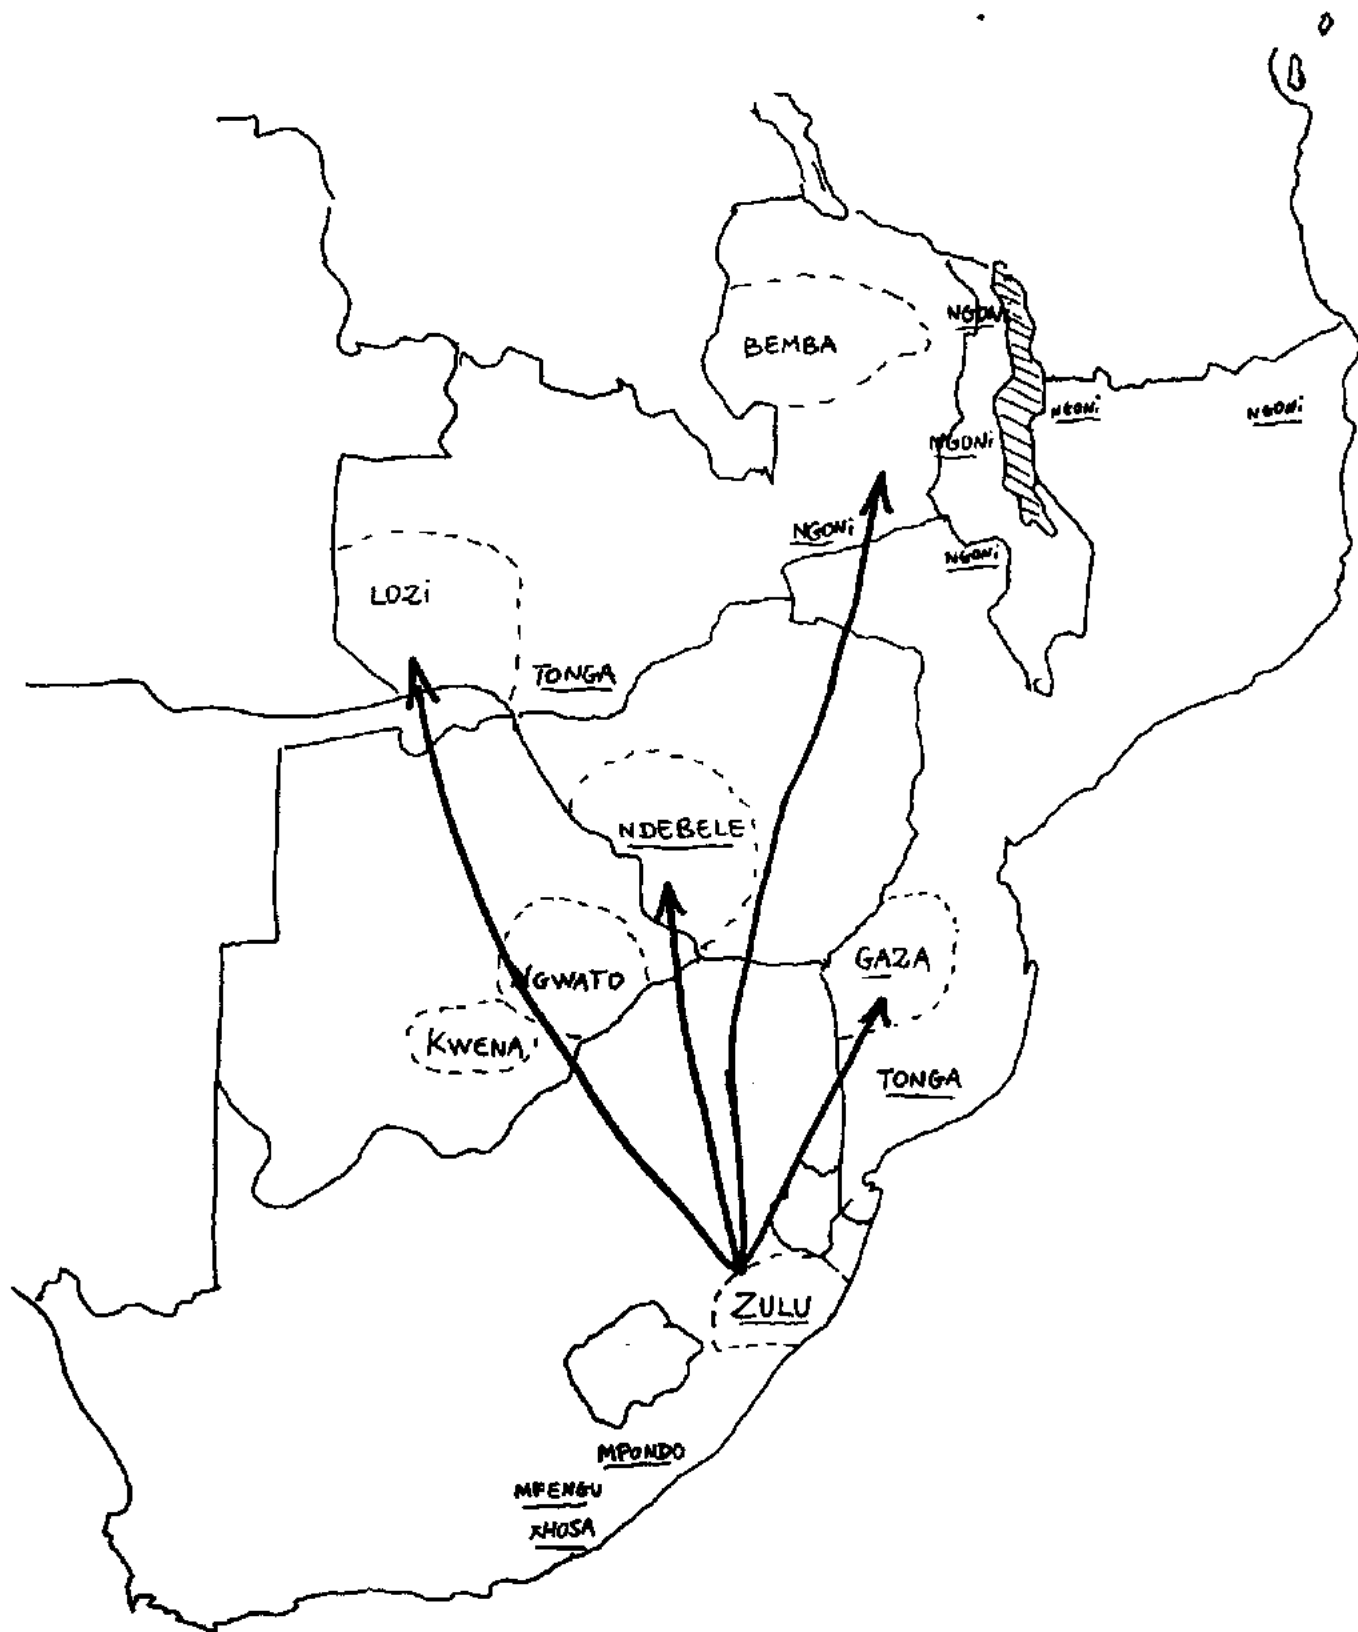 NGONi
BEMBA
NGONi
NGONi
NGONi
NGONi
NGONi
LOZi
TONGA
NDEBELE
GAZA
NGWATO
KWENA
TONGA
ZULU
MPONDO
MFENGU
XHOSA